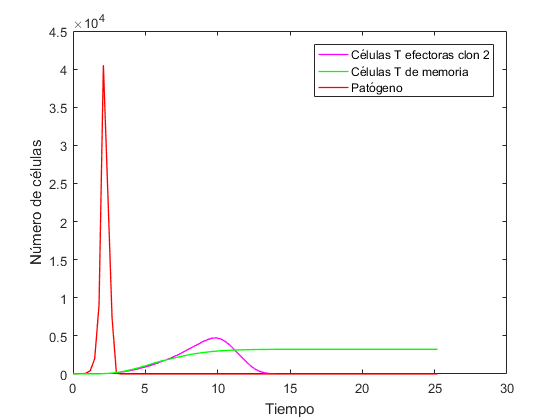 ×10⁴
4.5
4
3.5
3
2.5
2
1.5
1
0.5
0
0 5 10 15 20 25 30
Número de células
Tiempo
Células T efectoras clon 2
Células T de memoria
Patógeno